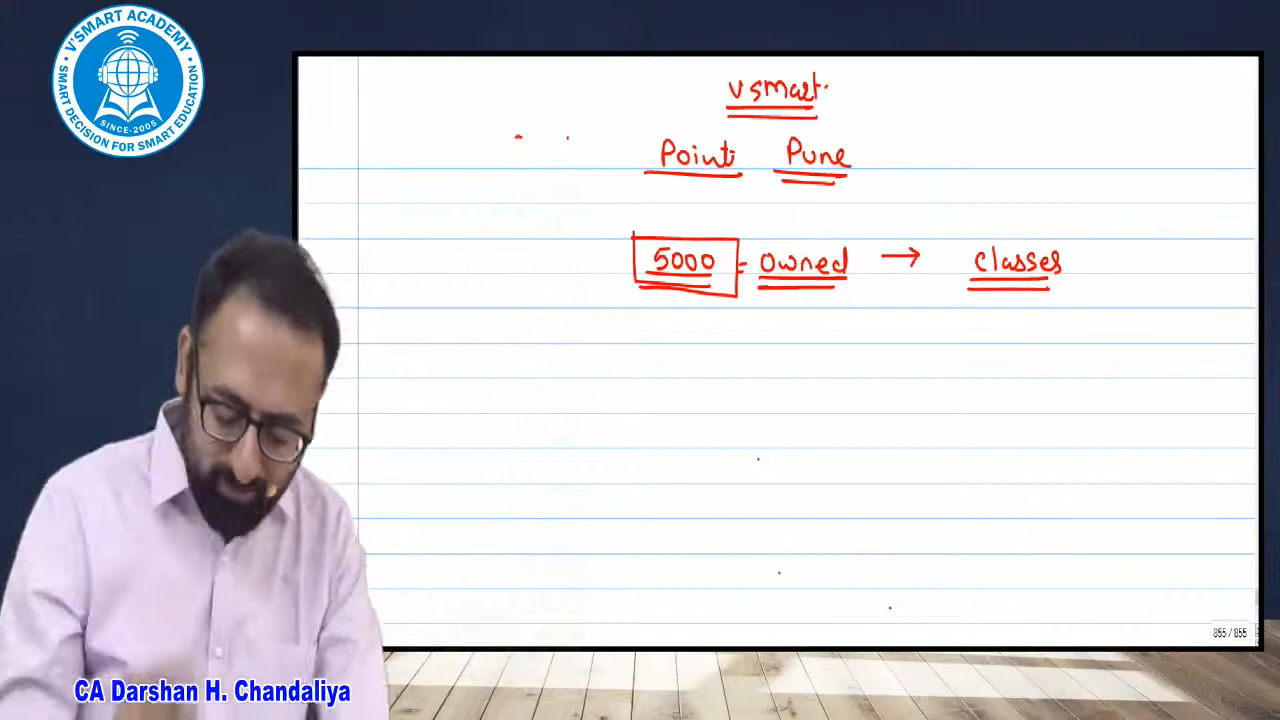 V'SMART ACADEMY
SINCE-2005
SMART DECISION FOR SMART EDUCATION
vsmart.
Point Pune
5000 = owned → classes
855 / 855
CA Darshan H. Chandaliya